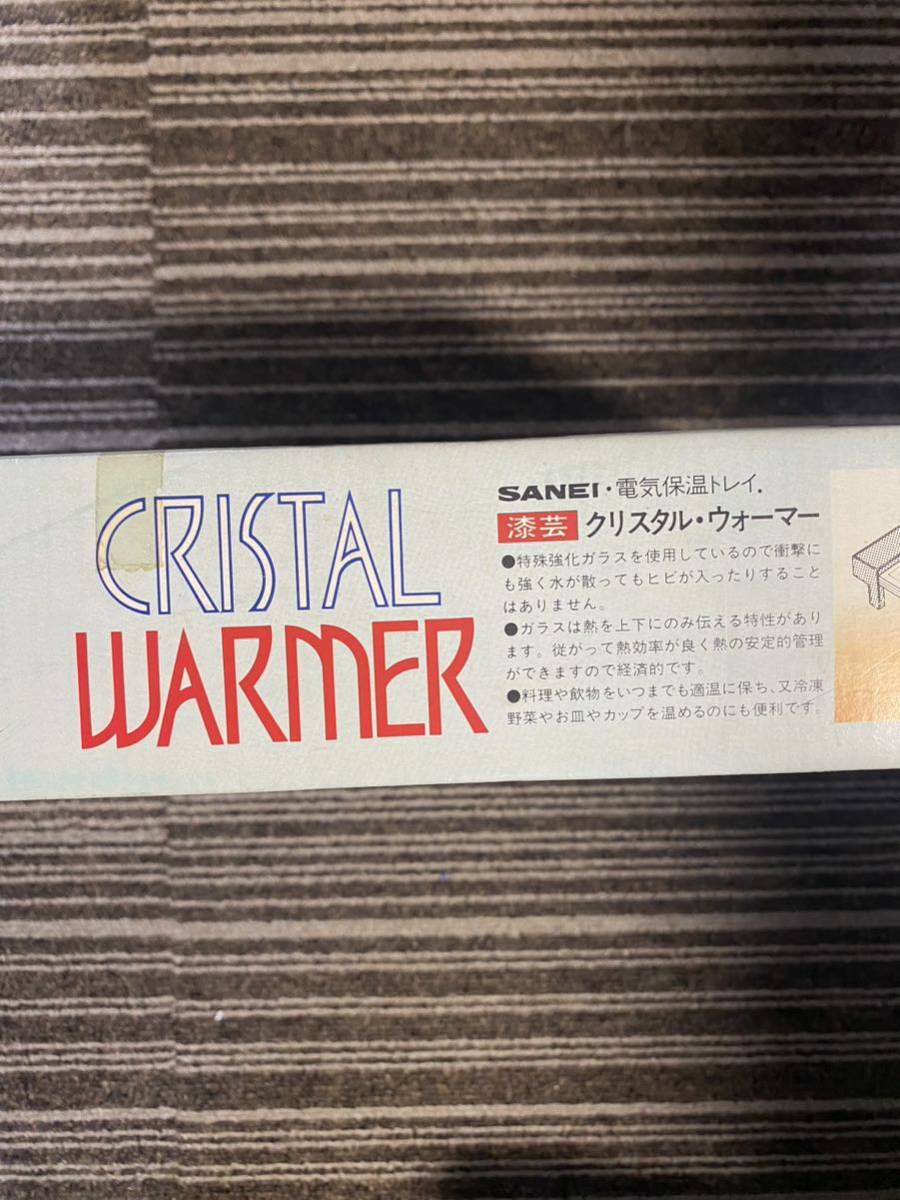 CRISTAL
WARMER
SANEI・電気保温トレイ.
漆芸 クリスタル・ウォーマー
●特殊強化ガラスを使用しているので衝撃に
も強く水が散ってもヒビが入ったりすること
はありません。
●ガラスは熱を上下にのみ伝える特性があり
ます。従がって熱効率が良く熱の安定的管理
ができますので経済的です。
●料理や飲物をいつまでも適温に保ち、又冷凍
野菜やお皿やカップを温めるのにも便利です。